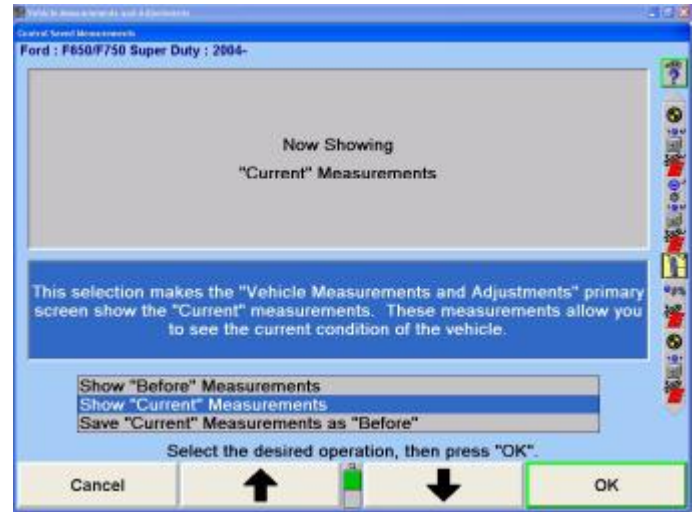 Vehicle Measurements and Adjustments
Control Saved Measurements
Ford : F650/F750 Super Duty : 2004-
Now Showing
"Current" Measurements
This selection makes the "Vehicle Measurements and Adjustments" primary
screen show the "Current" measurements. These measurements allow you
to see the current condition of the vehicle.
Show "Before" Measurements
Show "Current" Measurements
Save "Current" Measurements as "Before"
Select the desired operation, then press "OK".
Cancel
OK